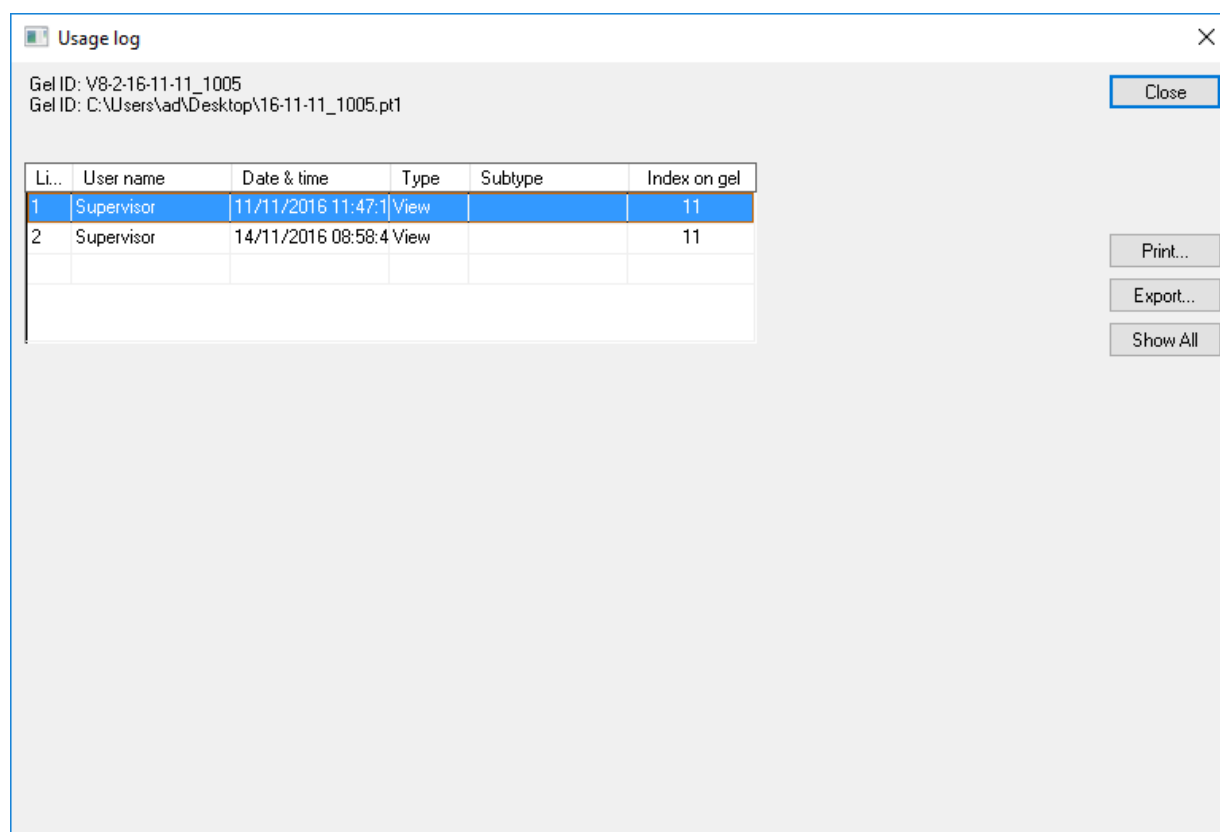 Usage log
Gel ID: V8-2-16-11-11_1005
Gel ID: C:\Users\ad\Desktop\16-11-11_1005.pt1
Close
Li... User name Date & time Type Subtype Index on gel
1 Supervisor 11/11/2016 11:47:1 View 11
2 Supervisor 14/11/2016 08:58:4 View 11
Print...
Export...
Show All